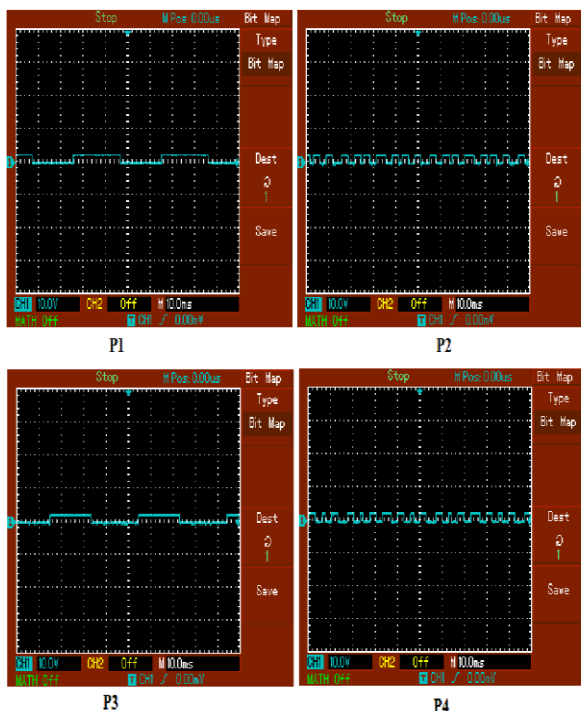 Stop M Pos: 0.00us Bit Map
Type
Bit Map
Dest
1
Save
CH1 10.0V CH2 Off M 10.0ms
MATH Off T CH1 0.00mV
P1
Stop M Pos: 0.00us Bit Map
Type
Bit Map
Dest
1
Save
CH1 10.0V CH2 Off M 10.0ms
MATH Off T CH1 0.00mV
P2
Stop M Pos: 0.00us Bit Map
Type
Bit Map
Dest
1
Save
CH1 10.0V CH2 Off M 10.0ms
MATH Off T CH1 0.00mV
P3
Stop M Pos: 0.00us Bit Map
Type
Bit Map
Dest
1
Save
CH1 10.0V CH2 Off M 10.0ms
MATH Off T CH1 0.00mV
P4